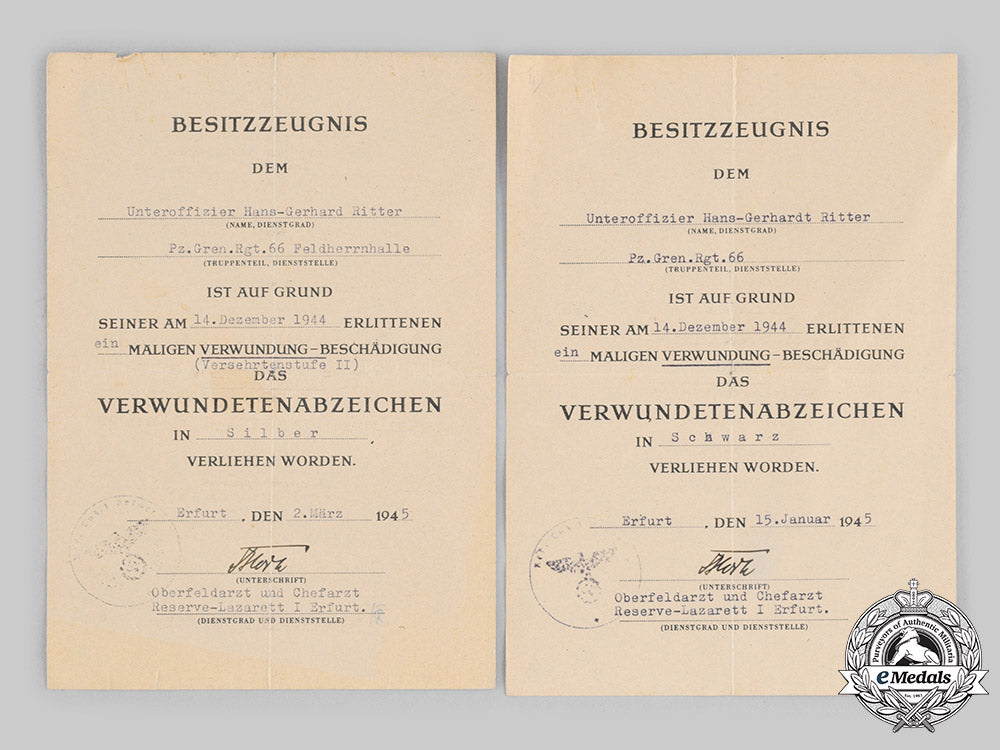 BESITZZEUGNIS
DEM
Unteroffizier Hans-Gerhard Ritter
(NAME, DIENSTGRAD)
Pz.Gren.Rgt.66 Feldherrnhalle
(TRUPPENTEIL, DIENSTSTELLE)
IST AUF GRUND
SEINER AM 14.Dezember 1944 ERLITTENEN
ein MALIGEN VERWUNDUNG-BESCHÄDIGUNG
(Versehrtenstufe II)
DAS
VERWUNDETENABZEICHEN
IN Silber
VERLIEHEN WORDEN.
Erfurt, DEN 2.März 1945
(UNTERSCHRIFT)
Oberfeldarzt und Chefarzt
Reserve-Lazarett I Erfurt.
(DIENSTGRAD UND DIENSTSTELLE)
BESITZZEUGNIS
DEM
Unteroffizier Hans-Gerhardt Ritter
(NAME, DIENSTGRAD)
Pz.Gren.Rgt.66
(TRUPPENTEIL, DIENSTSTELLE)
IST AUF GRUND
SEINER AM 14.Dezember 1944 ERLITTENEN
ein MALIGEN VERWUNDUNG-BESCHÄDIGUNG
DAS
VERWUNDETENABZEICHEN
IN Schwarz
VERLIEHEN WORDEN.
Erfurt, DEN 15.Januar 1945
(UNTERSCHRIFT)
Oberfeldarzt und Chefarzt
Reserve-Lazarett I Erfurt.
(DIENSTGRAD UND DIENSTSTELLE)
Purveyors of Authentic Militaria
eMedals